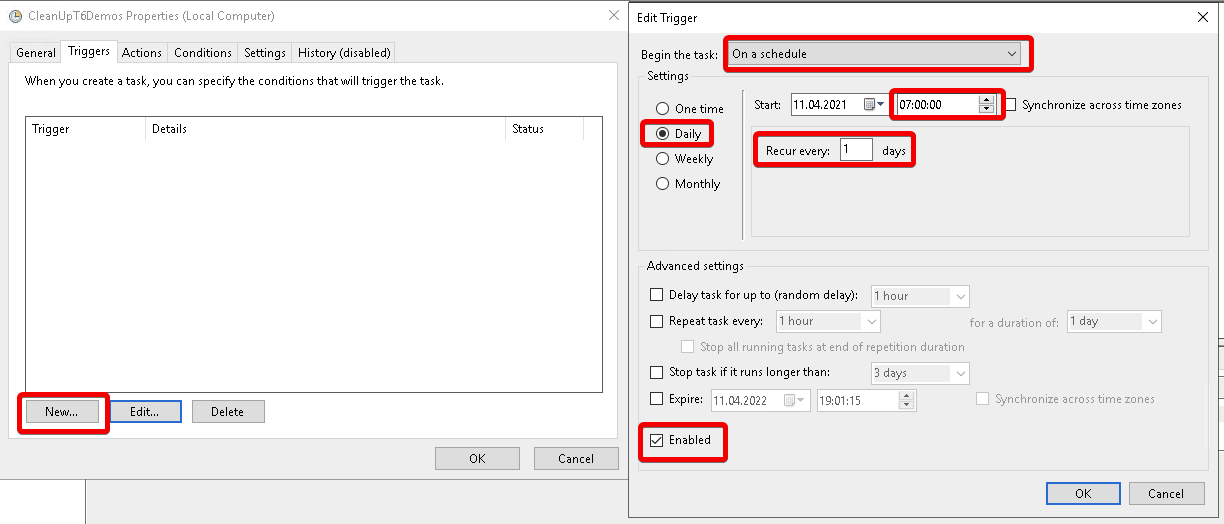 CleanUpT6Demos Properties (Local Computer)
General Triggers Actions Conditions Settings History (disabled)
When you create a task, you can specify the conditions that will trigger the task.
Trigger Details Status
New... Edit... Delete
OK Cancel
Edit Trigger
Begin the task: On a schedule
Settings
One time
Daily
Weekly
Monthly
Start: 11.04.2021 07:00:00 Synchronize across time zones
Recur every: 1 days
Advanced settings
Delay task for up to (random delay): 1 hour
Repeat task every: 1 hour for a duration of: 1 day
Stop all running tasks at end of repetition duration
Stop task if it runs longer than: 3 days
Expire: 11.04.2022 19:01:15 Synchronize across time zones
Enabled
OK Cancel